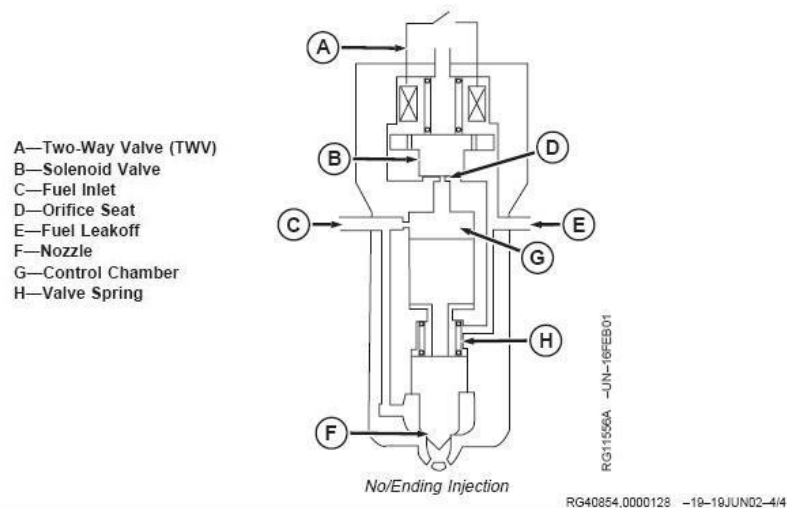 A
A—Two-Way Valve (TWV)
B—Solenoid Valve
C—Fuel Inlet
D—Orifice Seat
E—Fuel Leakoff
F—Nozzle
G—Control Chamber
H—Valve Spring
B
D
C
E
G
H
F
RG11556A –UN–16FEB01
No/Ending Injection
RG40854,0000128 –19–19JUN02–4/4